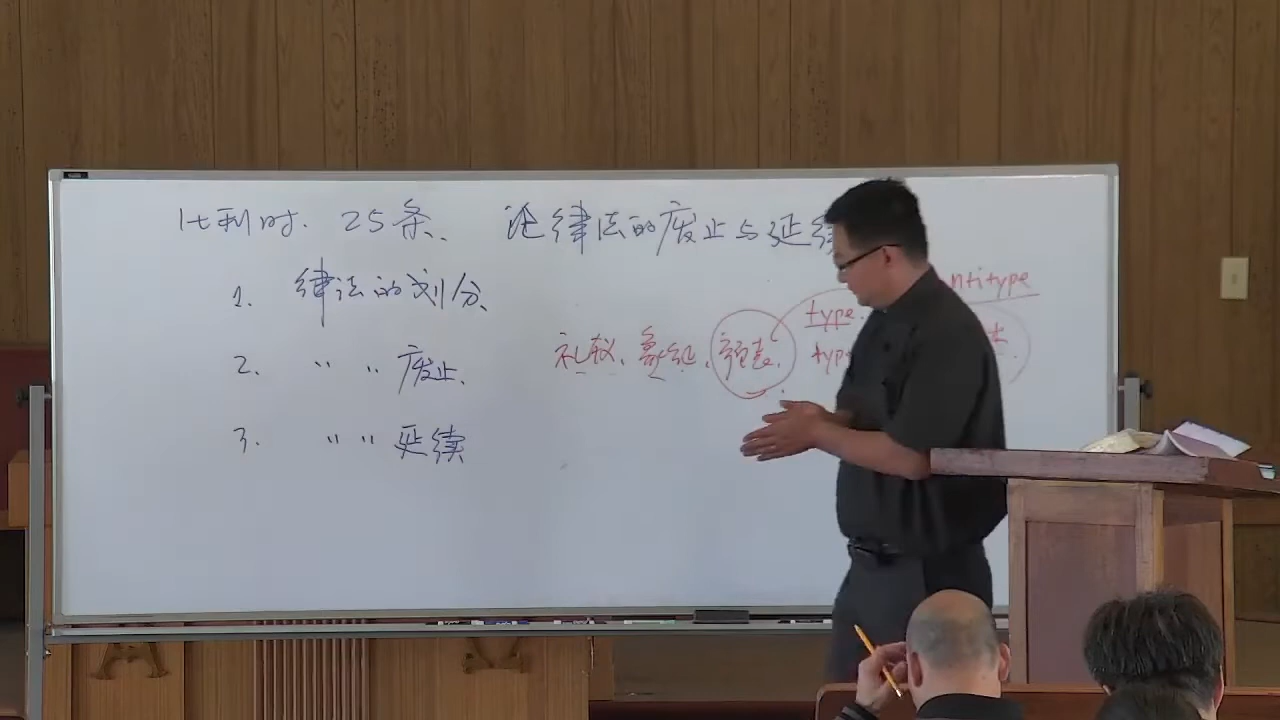 比利时. 25条. 论律法的废止与延续
1. 律法的划分.
2. " " 废止.
3. " " 延续
type. antitype
礼仪、象征、预表. type